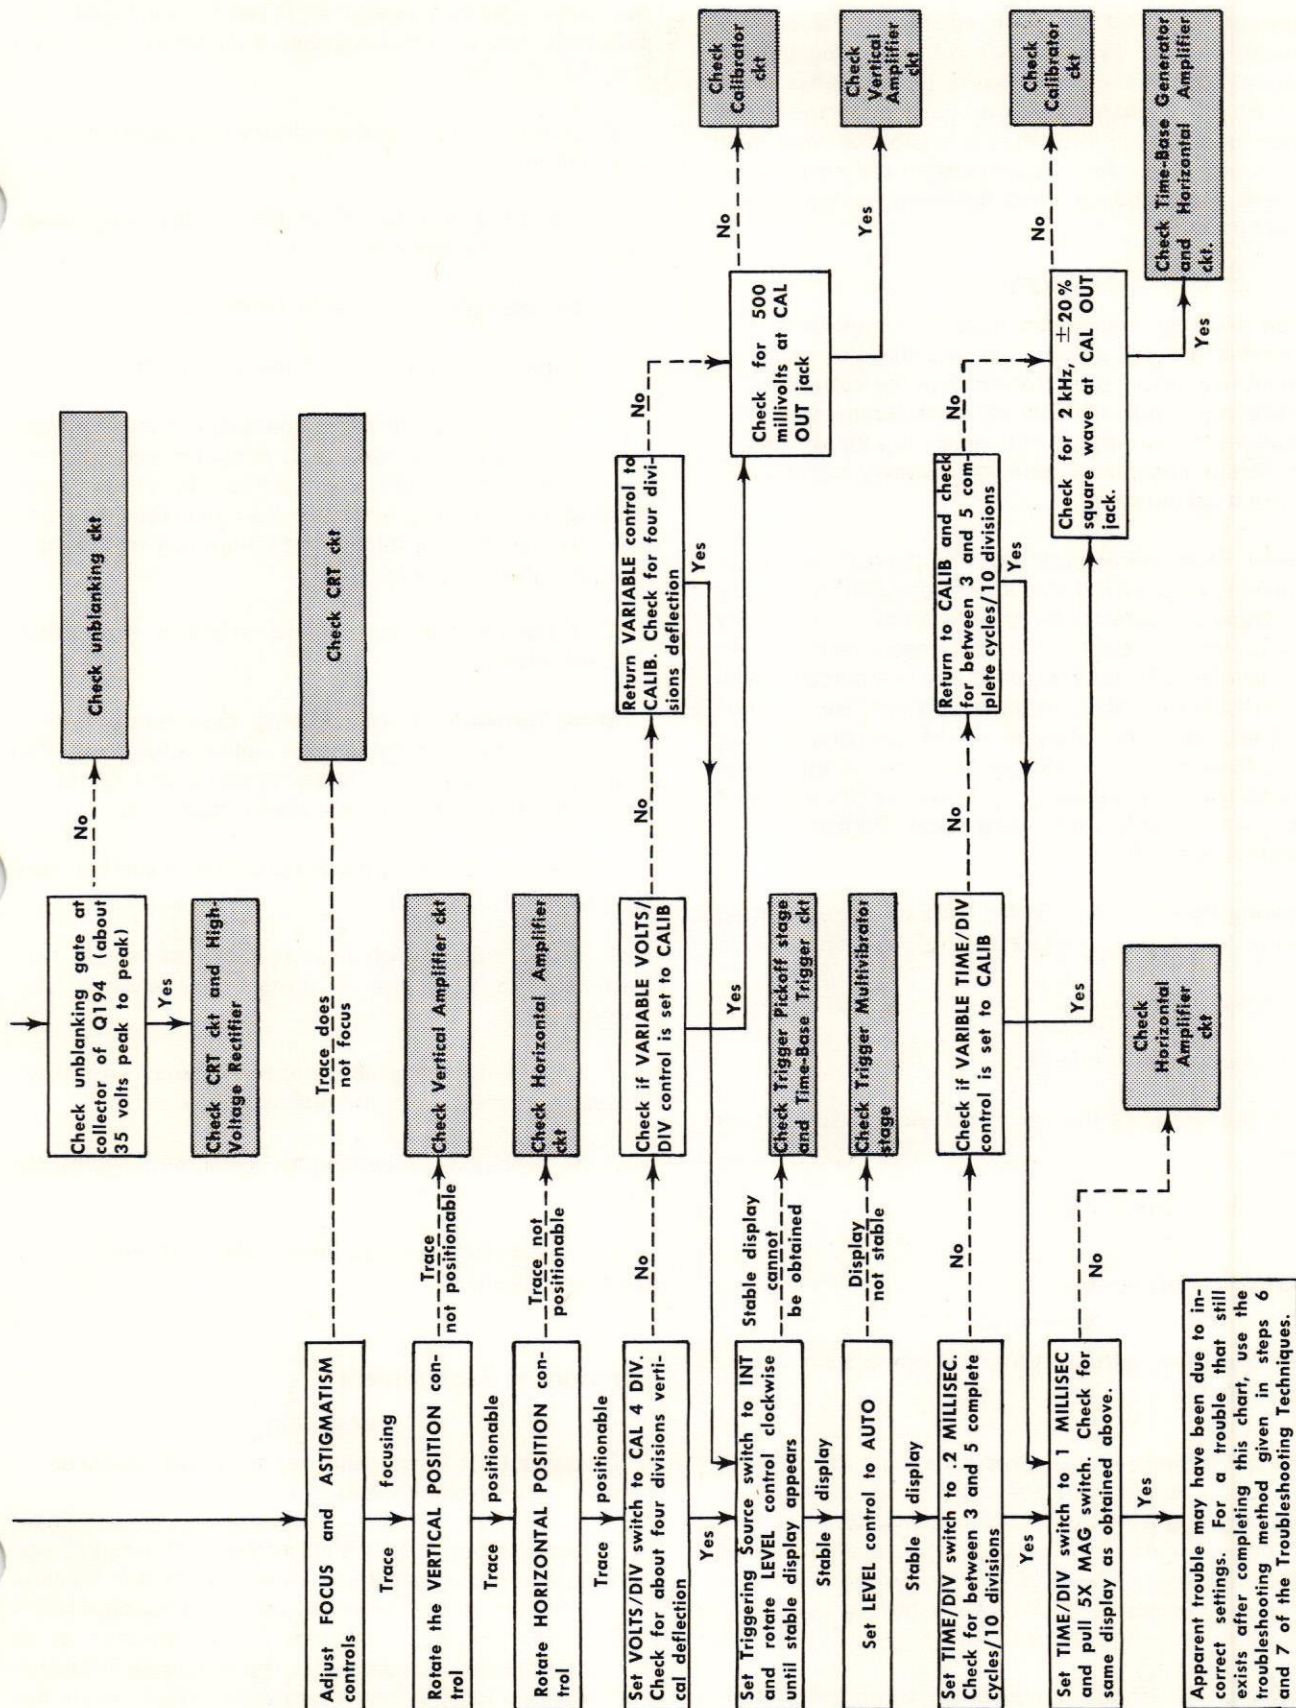 Check unblanking gate at
collector of Q194 (about
35 volts peak to peak)
No
Check unblanking ckt
Yes
Check CRT ckt and High-
Voltage Rectifier
Adjust FOCUS and ASTIGMATISM
controls
Trace does
not focus
Check CRT ckt
Trace focusing
Rotate the VERTICAL POSITION con-
trol
Trace
not positionable
Check Vertical Amplifier ckt
Trace positionable
Rotate HORIZONTAL POSITION con-
trol
Trace not
positionable
Check Horizontal Amplifier
ckt
Trace positionable
Set VOLTS/DIV switch to CAL 4 DIV.
Check for about four divisions verti-
cal deflection
No
Check if VARIABLE VOLTS/
DIV control is set to CALIB
No
Return VARIABLE control to
CALIB. Check for four divi-
sions deflection
No
Check for 500
millivolts at CAL
OUT jack
No
Check
Calibrator
ckt
Yes
Check
Vertical
Amplifier
ckt
Yes
Yes
Yes
Set Triggering Source switch to INT
and rotate LEVEL control clockwise
until stable display appears
Stable display
cannot
be obtained
Check Trigger Pickoff stage
and Time-Base Trigger ckt
Stable display
Set LEVEL control to AUTO
Display
not stable
Check Trigger Multivibrator
stage
Stable display
Set TIME/DIV switch to .2 MILLISEC.
Check for between 3 and 5 complete
cycles/10 divisions
No
Check if VARIBLE TIME/DIV
control is set to CALIB
No
Return to CALIB and check
for between 3 and 5 com-
plete cycles/10 divisions
No
Check for 2 kHz, ±20%
square wave at CAL OUT
jack.
No
Check
Calibrator
ckt
Yes
Check Time-Base Generator
and Horizontal Amplifier
ckt.
Yes
Yes
Yes
Set TIME/DIV switch to 1 MILLISEC
and pull 5X MAG switch. Check for
same display as obtained above.
No
Check
Horizontal
Amplifier
ckt
Yes
Apparent trouble may have been due to in-
correct settings. For a trouble that still
exists after completing this chart, use the
troubleshooting method given in steps 6
and 7 of the Troubleshooting Techniques.